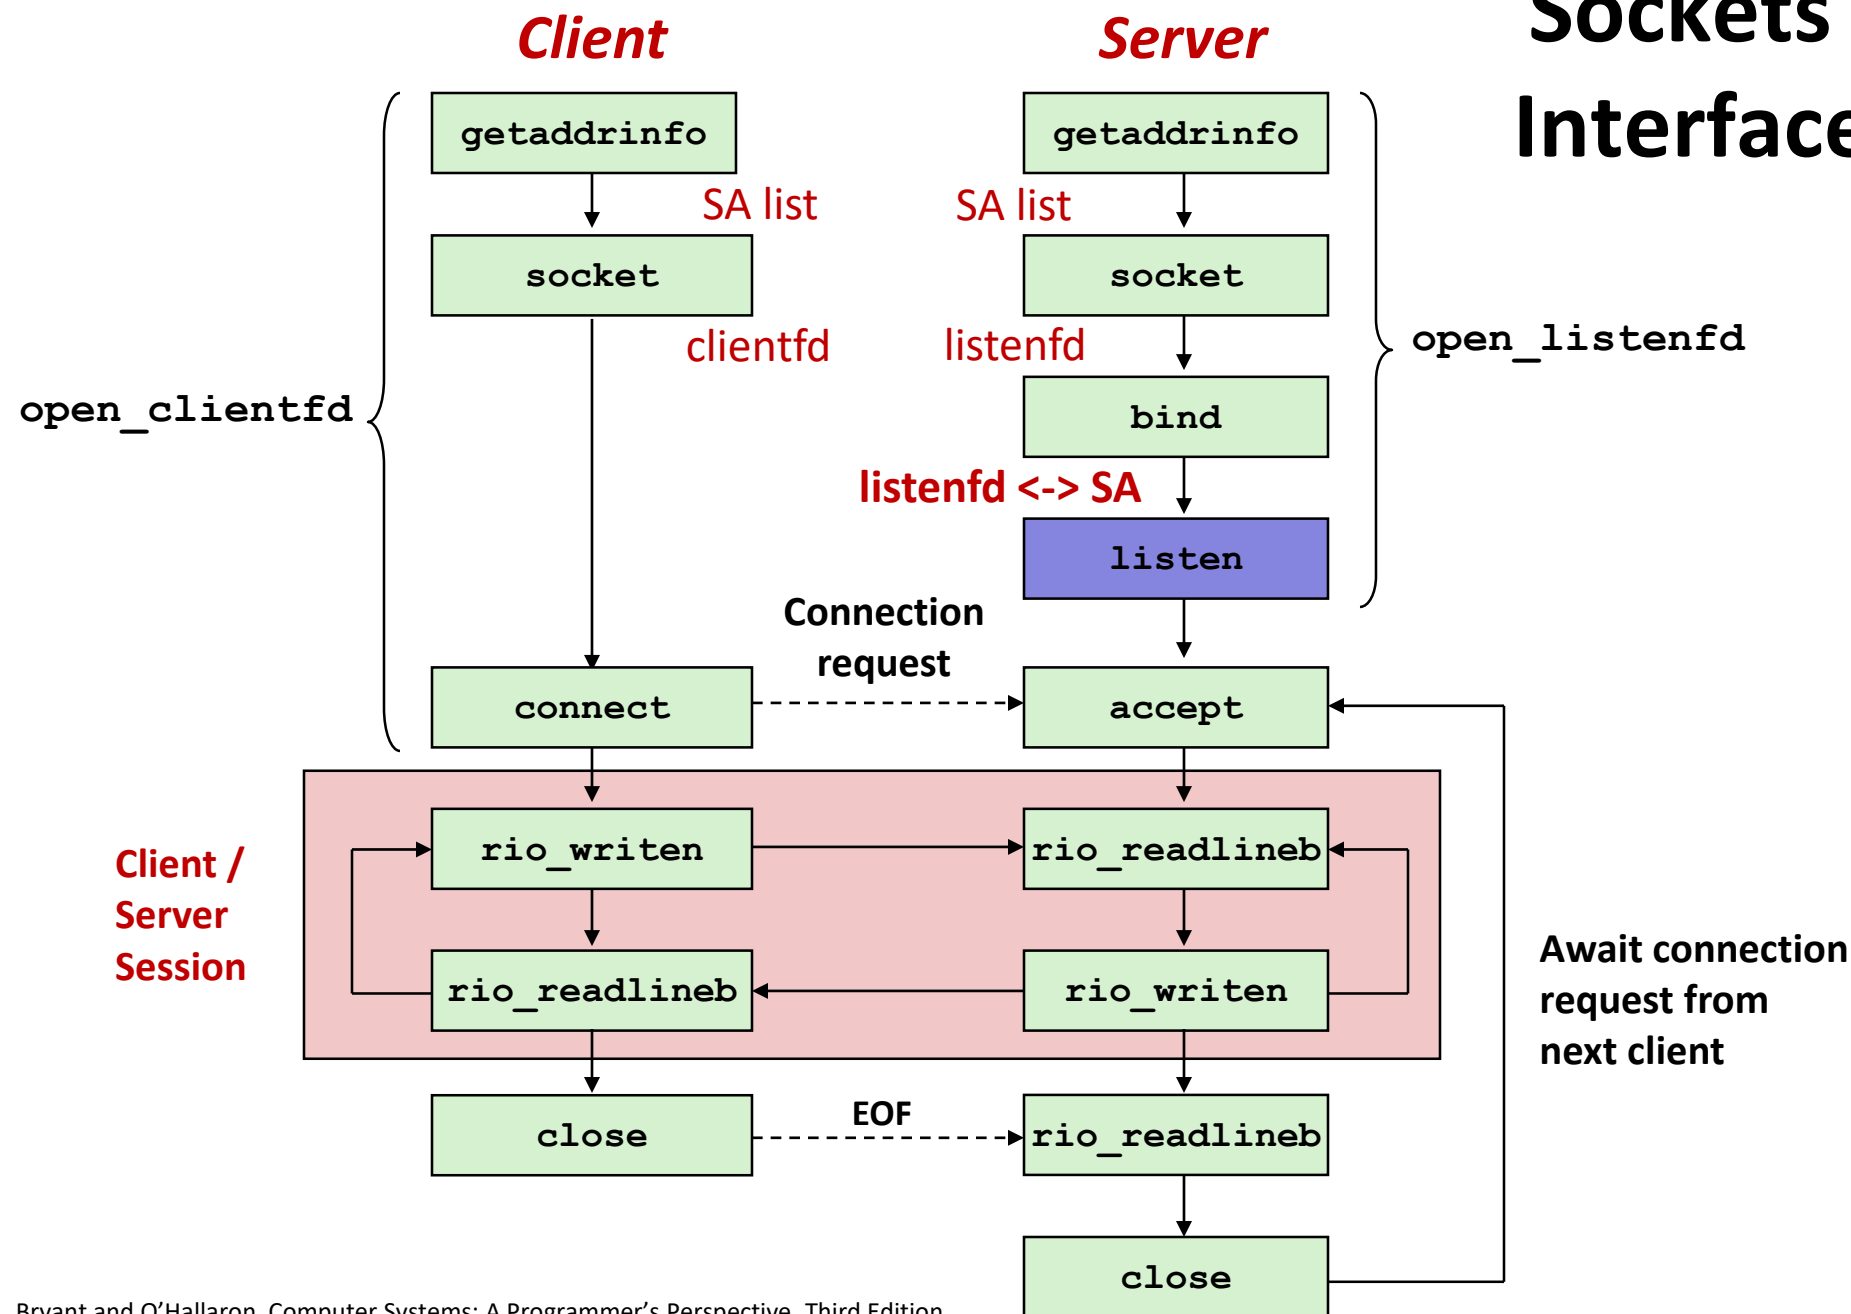 Client
Server
Sockets
Interface
getaddrinfo
getaddrinfo
SA list
SA list
socket
socket
clientfd
listenfd
open_listenfd
open_clientfd
bind
listenfd <-> SA
listen
Connection
request
connect
accept
Client /
Server
Session
rio_writen
rio_readlineb
rio_readlineb
rio_writen
Await connection
request from
next client
close
EOF
rio_readlineb
close
Bryant and O'Hallaron, Computer Systems: A Programmer's Perspective, Third Edition